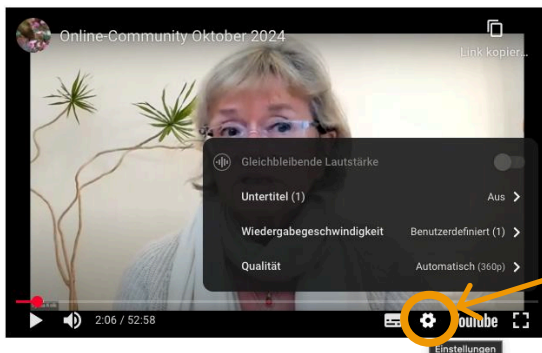 Online-Community Oktober 2024
Link kopier...
Gleichbleibende Lautstärke
Untertitel (1) Aus
Wiedergabegeschwindigkeit Benutzerdefiniert (1)
Qualität Automatisch (360p)
2:06 / 52:58 YouTube
Einstellungen